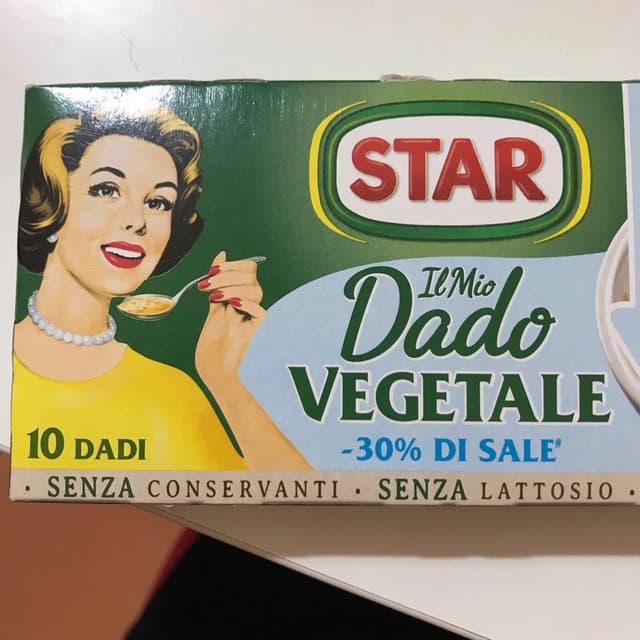 STAR
Il Mio
Dado
VEGETALE
-30% DI SALE#
10 DADI
· SENZA CONSERVANTI · SENZA LATTOSIO ·